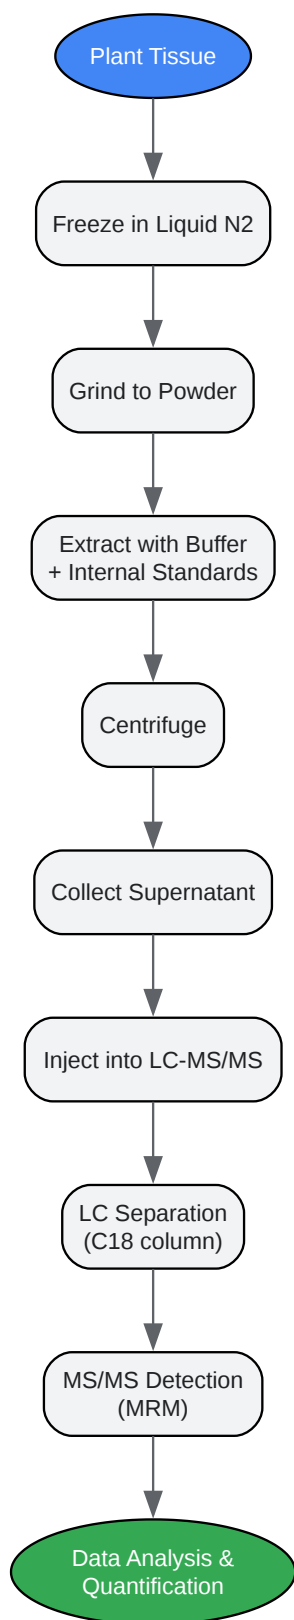 Plant Tissue
Freeze in Liquid N2
Grind to Powder
Extract with Buffer
+ Internal Standards
Centrifuge
Collect Supernatant
Inject into LC-MS/MS
LC Separation
(C18 column)
MS/MS Detection
(MRM)
Data Analysis &
Quantification